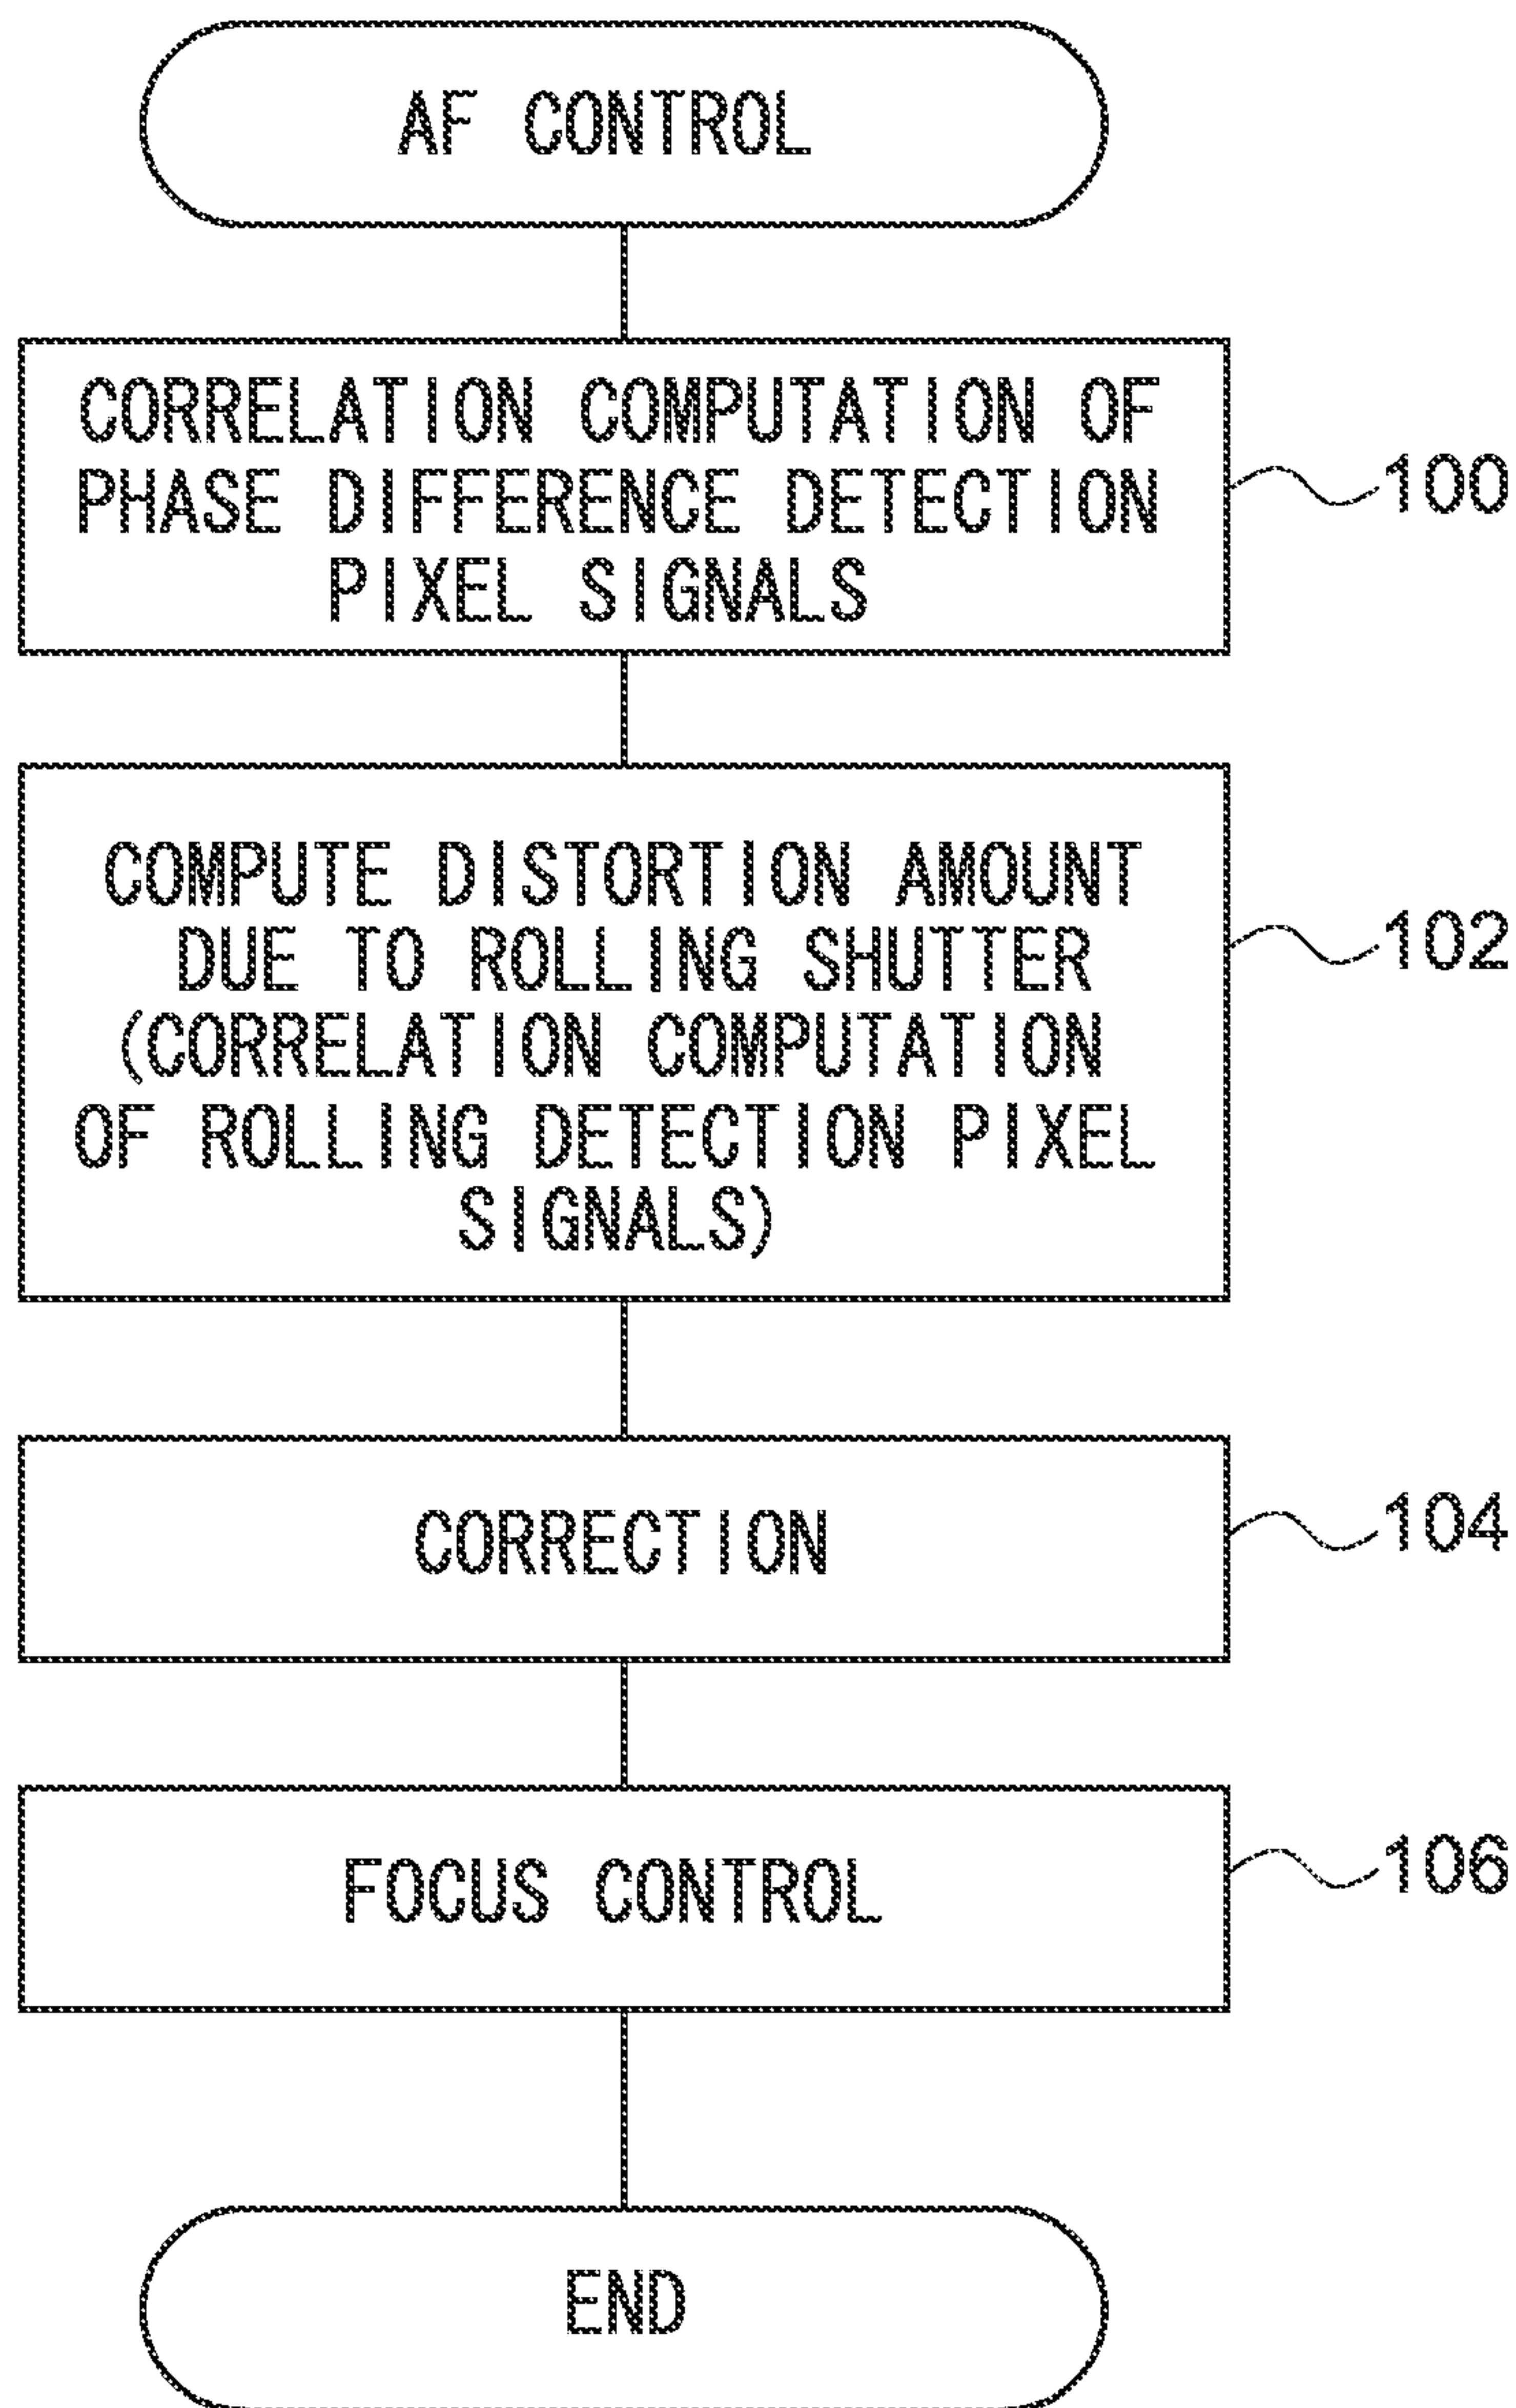 AF CONTROL
CORRELATION COMPUTATION OF
PHASE DIFFERENCE DETECTION
PIXEL SIGNALS
100
COMPUTE DISTORTION AMOUNT
DUE TO ROLLING SHUTTER
(CORRELATION COMPUTATION
OF ROLLING DETECTION PIXEL
SIGNALS)
102
CORRECTION
104
FOCUS CONTROL
106
END